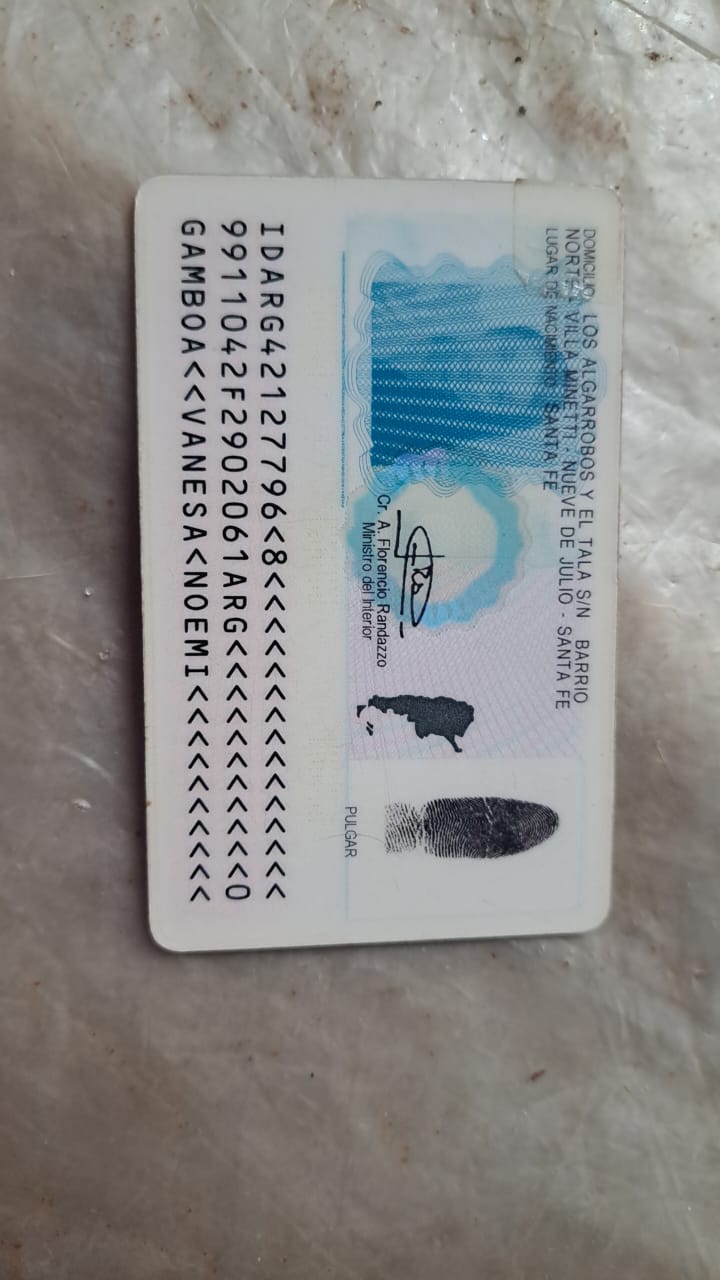 DOMICILIO: LOS ALGARROBOS Y EL TALA S/N BARRIO
NORTE - VILLA MINETTI - NUEVE DE JULIO - SANTA FE
LUGAR DE NACIMIENTO: SANTA FE
Cr. A. Florencio Randazzo
Ministro del Interior
PULGAR
IDARG42127796<8<<<<<<<<<<<<<<<
9911042F2902061ARG<<<<<<<<<<<0
GAMBOA<<VANESA<NOEMI<<<<<<<<<<